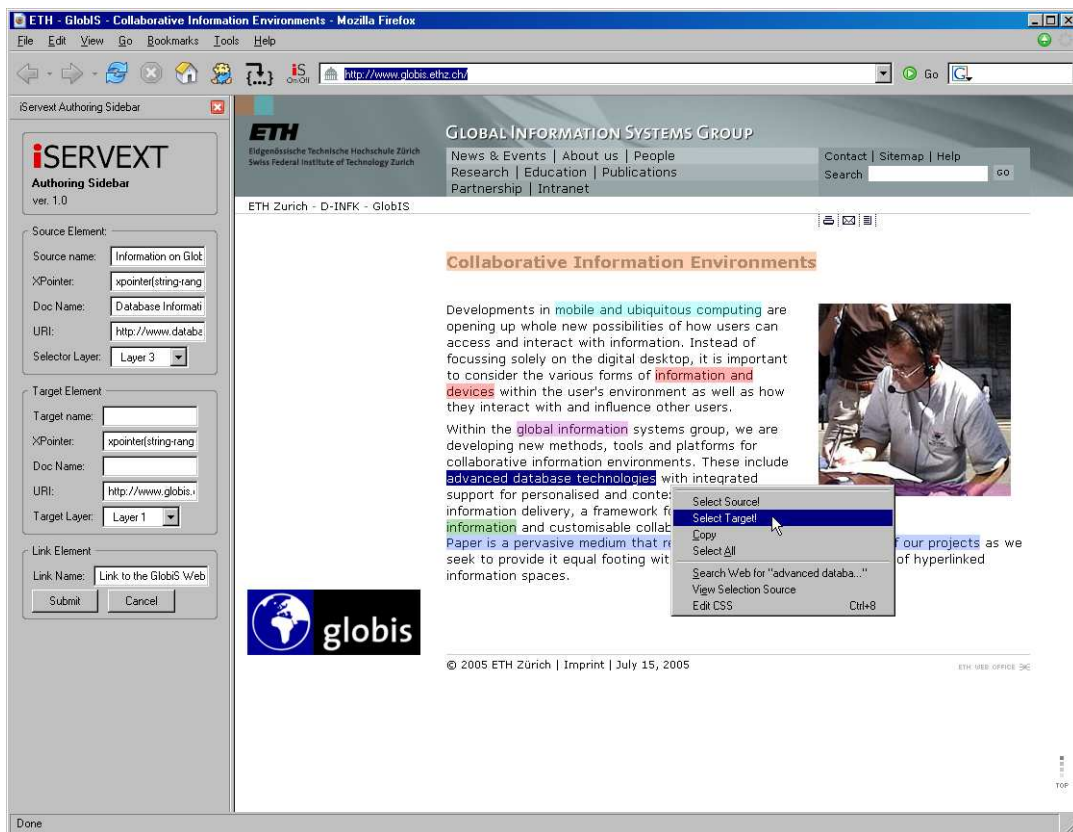 ETH - GlobIS - Collaborative Information Environments - Mozilla Firefox
File Edit View Go Bookmarks Tools Help
iS
On Off
http://www.globis.ethz.ch/
Go
G
iServext Authoring Sidebar
iSERVEXT
Authoring Sidebar
ver. 1.0
Source Element:
Source name: Information on Glob
XPointer: xpointer(string-rang
Doc Name: Database Informati
URI: http://www.databa
Selector Layer: Layer 3
Target Element
Target name:
XPointer: xpointer(string-rang
Doc Name:
URI: http://www.globis.
Target Layer: Layer 1
Link Element
Link Name: Link to the GlobiS Web
Submit Cancel
ETH
Eidgenössische Technische Hochschule Zürich
Swiss Federal Institute of Technology Zurich
GLOBAL INFORMATION SYSTEMS GROUP
News & Events | About us | People
Research | Education | Publications
Partnership | Intranet
Contact | Sitemap | Help
Search GO
ETH Zurich - D-INFK - GlobIS
Collaborative Information Environments
Developments in mobile and ubiquitous computing are
opening up whole new possibilities of how users can
access and interact with information. Instead of
focussing solely on the digital desktop, it is important
to consider the various forms of information and
devices within the user's environment as well as how
they interact with and influence other users.
Within the global information systems group, we are
developing new methods, tools and platforms for
collaborative information environments. These include
advanced database technologies with integrated
support for personalised and conte
information delivery, a framework f
information and customisable collab
Paper is a pervasive medium that re f our projects as we
seek to provide it equal footing wit of hyperlinked
information spaces.
Select Source!
Select Target!
Copy
Select All
Search Web for "advanced databa..."
View Selection Source
Edit CSS Ctrl+8
globis
© 2005 ETH Zürich | Imprint | July 15, 2005
ETH WEB OFFICE
TOP
Done